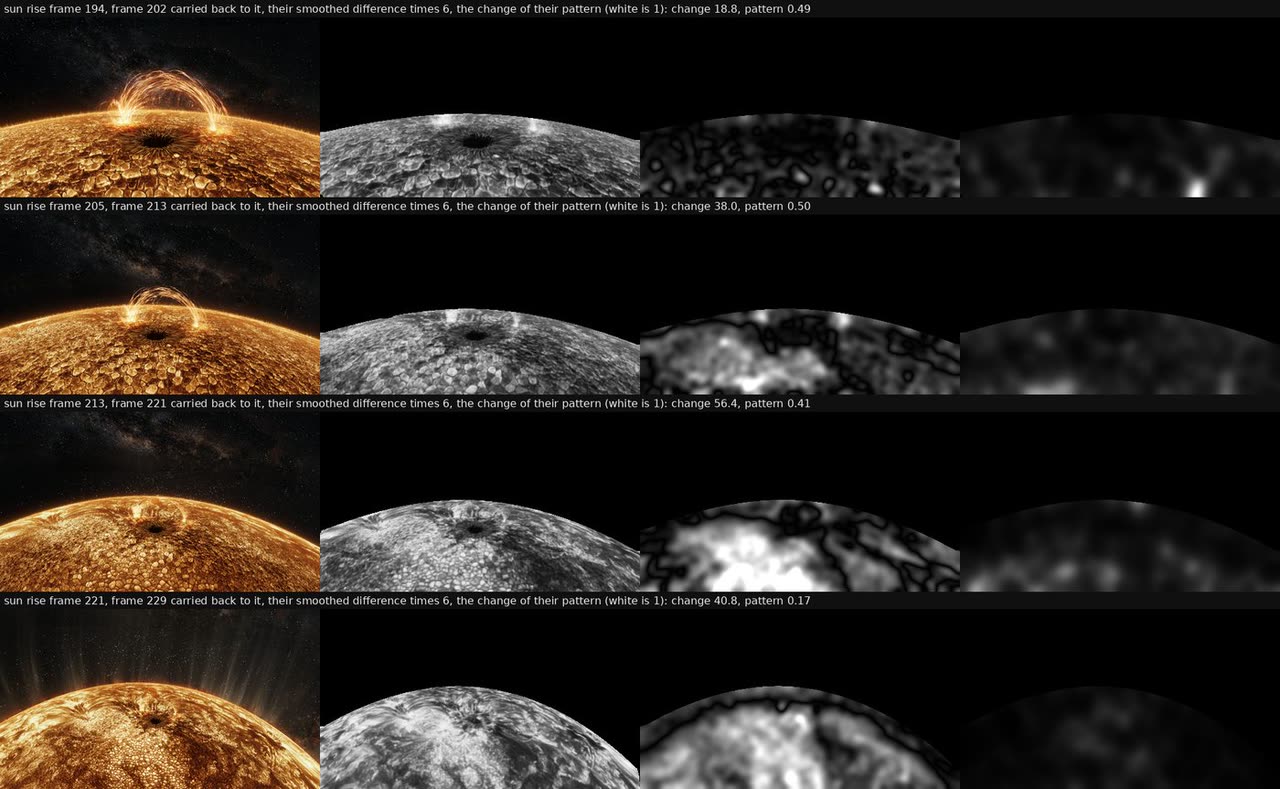 sun rise frame 194, frame 202 carried back to it, their smoothed difference times 6, the change of their pattern (white is 1): change 18.8, pattern 0.49
sun rise frame 205, frame 213 carried back to it, their smoothed difference times 6, the change of their pattern (white is 1): change 38.0, pattern 0.50
sun rise frame 213, frame 221 carried back to it, their smoothed difference times 6, the change of their pattern (white is 1): change 56.4, pattern 0.41
sun rise frame 221, frame 229 carried back to it, their smoothed difference times 6, the change of their pattern (white is 1): change 40.8, pattern 0.17